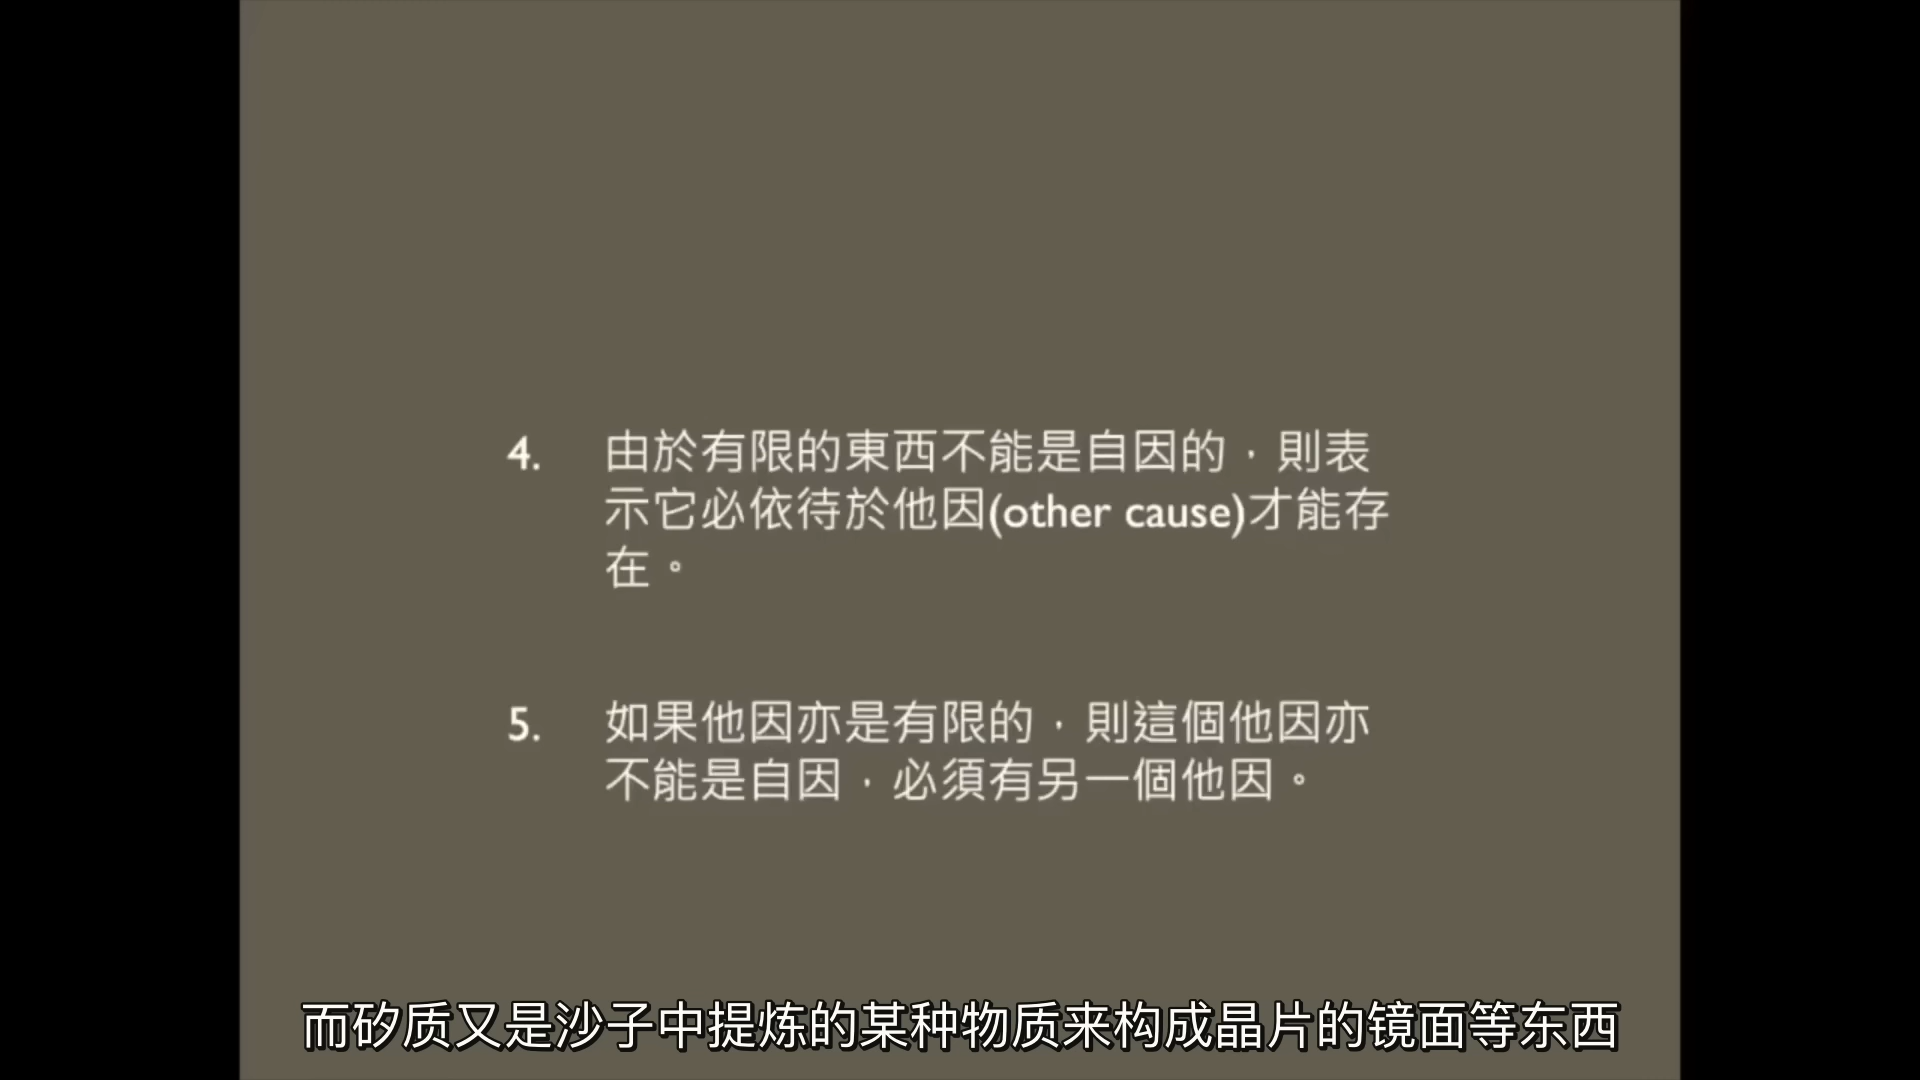 4. 由於有限的東西不能是自因的，則表
示它必依待於他因(other cause)才能存
在。
5. 如果他因亦是有限的，則這個他因亦
不能是自因，必須有另一個他因。
而矽质又是沙子中提炼的某种物质来构成晶片的镜面等东西